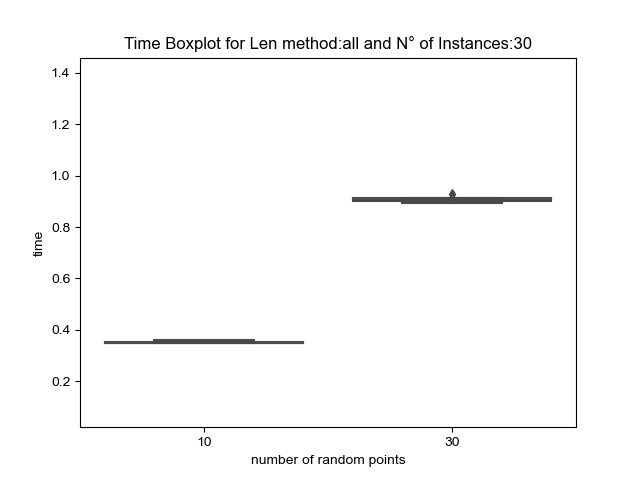 Time Boxplot for Len method:all and N° of Instances:30
1.4
1.2
1.0
0.8
0.6
0.4
0.2
time
10 30
number of random points